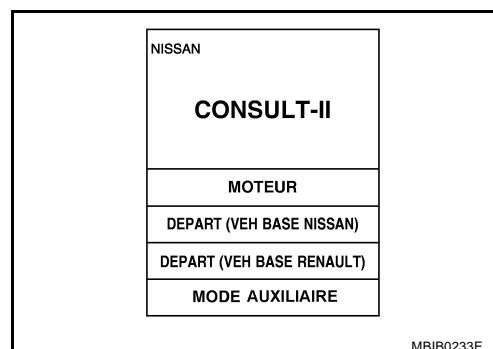 NISSAN
CONSULT-II
MOTEUR
DEPART (VEH BASE NISSAN)
DEPART (VEH BASE RENAULT)
MODE AUXILIAIRE
MBIB0233E